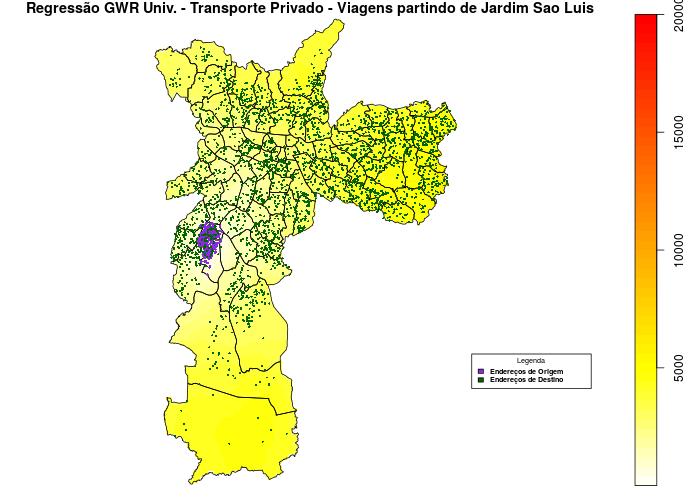 Regressão GWR Univ. - Transporte Privado - Viagens partindo de Jardim Sao Luis
20000
15000
10000
5000
Legenda
Endereços de Origem
Endereços de Destino